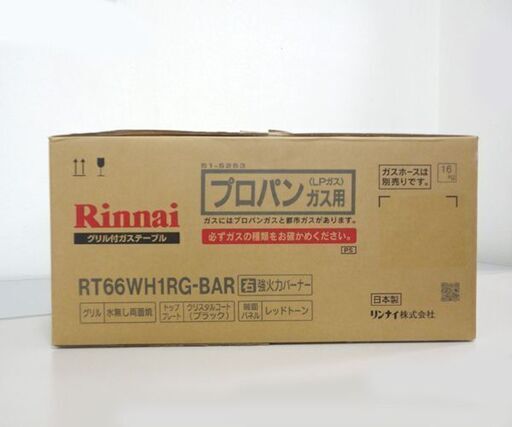 51-5263
プロパン
(LPガス)
ガス用
ガスにはプロパンガスと都市ガスがあります。
必ずガスの種類をお確かめください。
PS
ガスホースは
別売りです。
16
kg
Rinnai
グリル付ガステーブル
RT66WH1RG-BAR 右 強火力バーナー
グリル 水無し両面焼 トップ
プレート クリスタルコート
(ブラック) 前面
パネル レッドトーン
日本製
リンナイ株式会社